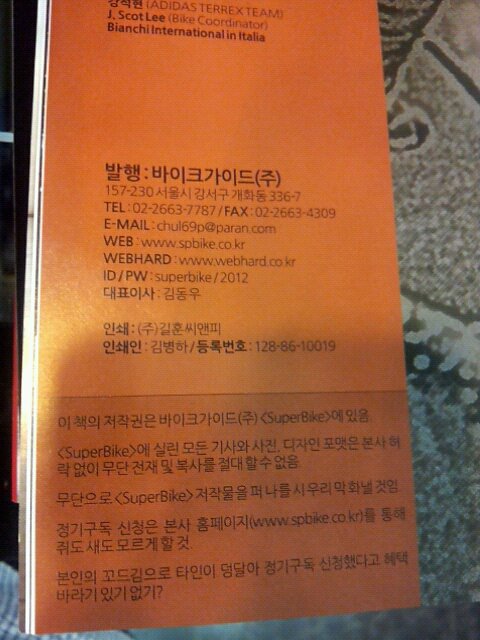 강석현 (ADIDAS TERREX TEAM)
J. Scot Lee (Bike Coordinator)
Bianchi International in Italia
발행 : 바이크가이드(주)
157-230 서울시 강서구 개화동 336-7
TEL : 02-2663-7787 / FAX : 02-2663-4309
E-MAIL : chul69p@paran.com
WEB : www.spbike.co.kr
WEBHARD : www.webhard.co.kr
ID / PW : superbike / 2012
대표이사 : 김동우
인쇄 : (주)길훈씨앤피
인쇄인 : 김병하 / 등록번호 : 128-86-10019
이 책의 저작권은 바이크가이드(주) <SuperBike>에 있음.
<SuperBike>에 실린 모든 기사와 사진, 디자인 포맷은 본사 허
락 없이 무단 전재 및 복사를 절대 할 수 없음.
무단으로 <SuperBike> 저작물을 퍼 나를 시 우리 막 화낼 것임.
정기구독 신청은 본사 홈페이지(www.spbike.co.kr)를 통해
쥐도 새도 모르게 할 것.
본인의 꼬드김으로 타인이 덩달아 정기구독 신청했다고 혜택
바라기 있기 없기?